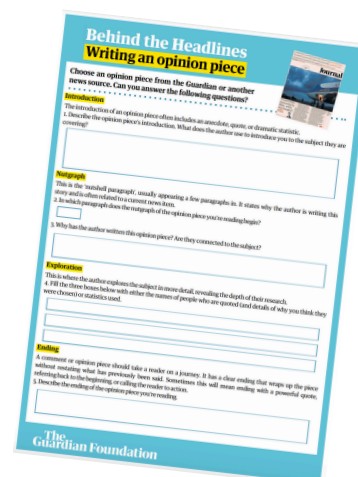 Behind the Headlines
Writing an opinion piece
Journal
Choose an opinion piece from the Guardian or another
news source. Can you answer the following questions?
Introduction
The introduction of an opinion piece often includes an anecdote, quote, or dramatic statistic.
1. Describe the opinion piece's introduction. What does the author use to introduce you to the subject they are
covering?
Nutgraph
This is the 'nutshell paragraph', usually appearing a few paragraphs in. It states why the author is writing this
story and is often related to a current news item.
2. In which paragraph does the nutgraph of the opinion piece you're reading begin?
3. Why has the author written this opinion piece? Are they connected to the subject?
Exploration
This is where the author explores the subject in more detail, revealing the depth of their research.
4. Fill the three boxes below with either the names of people who are quoted (and details of why you think they
were chosen) or statistics used.
Ending
A comment or opinion piece should take a reader on a journey. It has a clear ending that wraps up the piece
without restating what has previously been said. Sometimes this will mean ending with a powerful quote,
referring back to the beginning, or calling the reader to action.
5. Describe the ending of the opinion piece you're reading.
The
Guardian Foundation